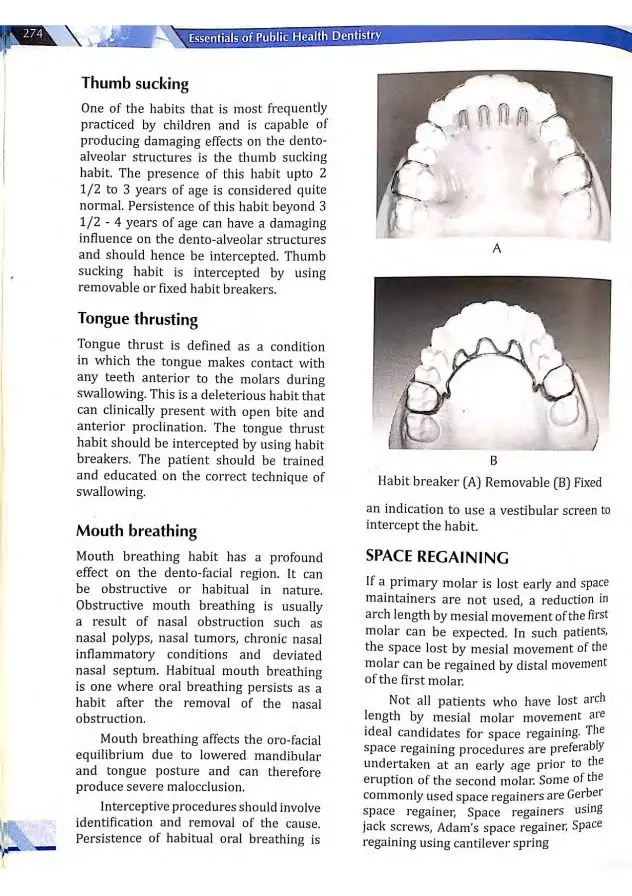 274
Essentials of Public Health Dentistry
Thumb sucking
One of the habits that is most frequently
practiced by children and is capable of
producing damaging effects on the dento-
alveolar structures is the thumb sucking
habit. The presence of this habit upto 2
1/2 to 3 years of age is considered quite
normal. Persistence of this habit beyond 3
1/2 - 4 years of age can have a damaging
influence on the dento-alveolar structures
and should hence be intercepted. Thumb
sucking habit is intercepted by using
removable or fixed habit breakers.
Tongue thrusting
Tongue thrust is defined as a condition
in which the tongue makes contact with
any teeth anterior to the molars during
swallowing. This is a deleterious habit that
can clinically present with open bite and
anterior proclination. The tongue thrust
habit should be intercepted by using habit
breakers. The patient should be trained
and educated on the correct technique of
swallowing.
Mouth breathing
Mouth breathing habit has a profound
effect on the dento-facial region. It can
be obstructive or habitual in nature.
Obstructive mouth breathing is usually
a result of nasal obstruction such as
nasal polyps, nasal tumors, chronic nasal
inflammatory conditions and deviated
nasal septum. Habitual mouth breathing
is one where oral breathing persists as a
habit after the removal of the nasal
obstruction.
Mouth breathing affects the oro-facial
equilibrium due to lowered mandibular
and tongue posture and can therefore
produce severe malocclusion.
Interceptive procedures should involve
identification and removal of the cause.
Persistence of habitual oral breathing is
A
B
Habit breaker (A) Removable (B) Fixed
an indication to use a vestibular screen to
intercept the habit.
SPACE REGAINING
If a primary molar is lost early and space
maintainers are not used, a reduction in
arch length by mesial movement of the first
molar can be expected. In such patients,
the space lost by mesial movement of the
molar can be regained by distal movement
of the first molar.
Not all patients who have lost arch
length by mesial molar movement are
ideal candidates for space regaining. The
space regaining procedures are preferably
undertaken at an early age prior to the
eruption of the second molar. Some of the
commonly used space regainers are Gerber
space regainer, Space regainers using
jack screws, Adam's space regainer, Space
regaining using cantilever spring